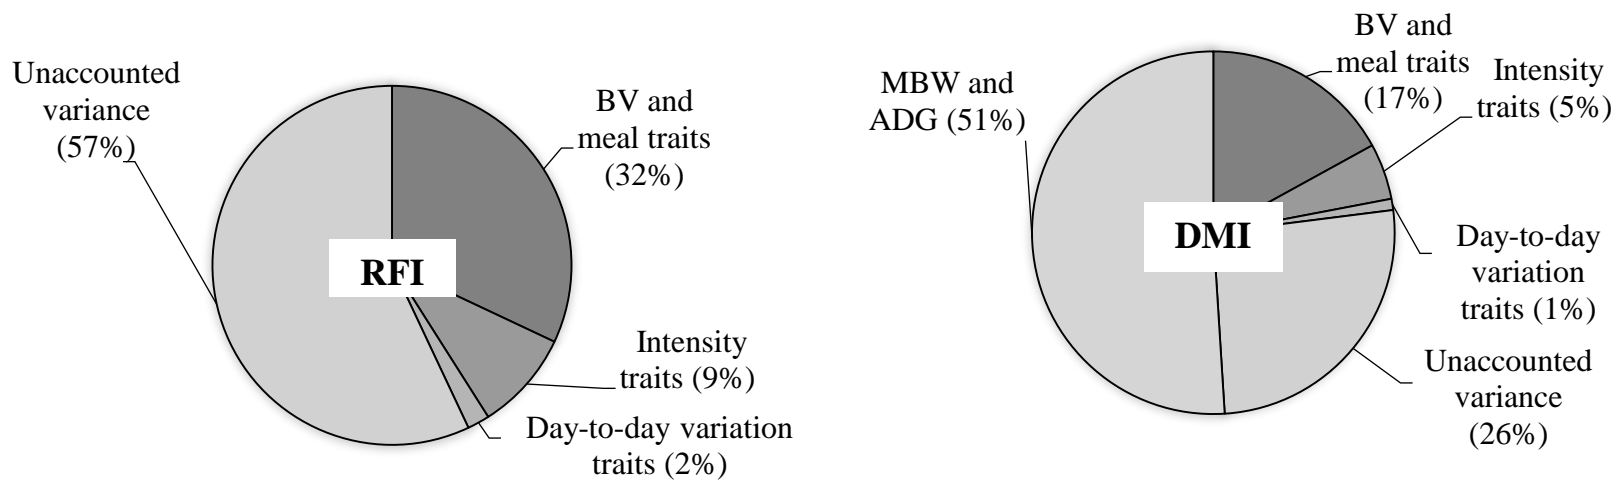 Unaccounted
variance
(57%)
BV and
meal traits
(32%)
RFI
Intensity
traits (9%)
Day-to-day variation
traits (2%)
MBW and
ADG (51%)
BV and
meal traits
(17%)
Intensity
traits (5%)
DMI
Day-to-day
variation
traits (1%)
Unaccounted
variance
(26%)